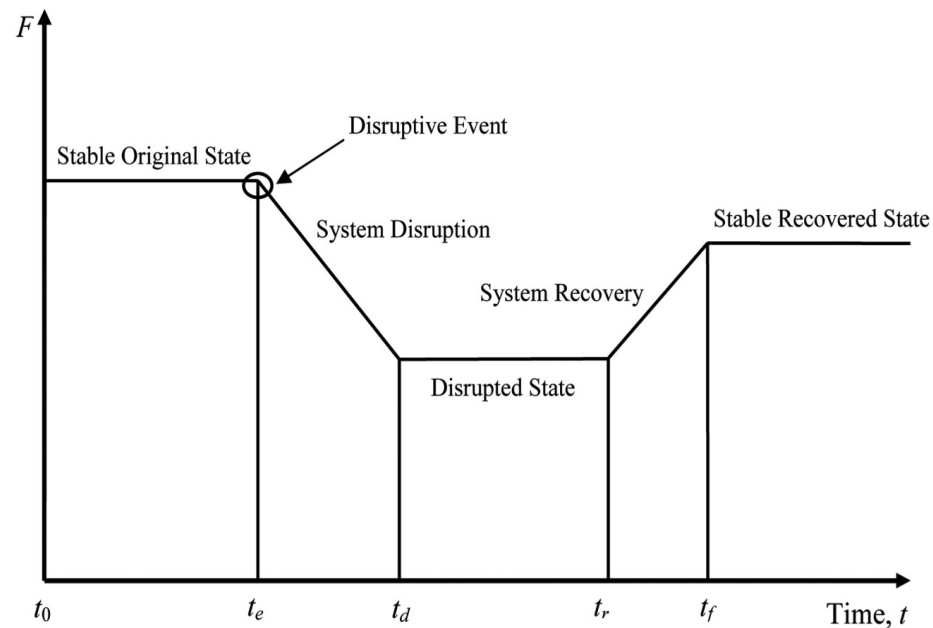 F
Disruptive Event
Stable Original State
Stable Recovered State
System Disruption
System Recovery
Disrupted State
t0
te
td
tr
tf
Time, t